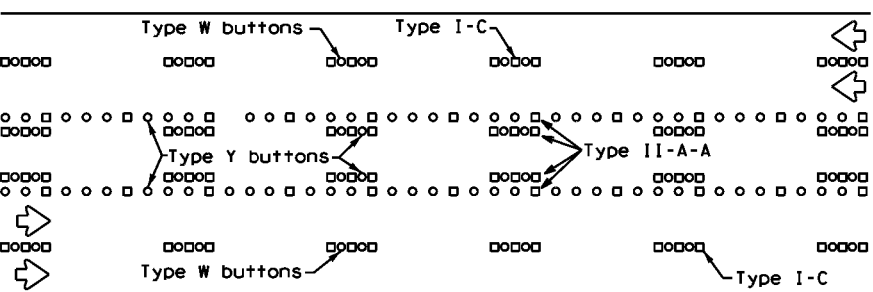 Type W buttons
Type I-C
Type Y buttons
Type II-A-A
Type W buttons
Type I-C